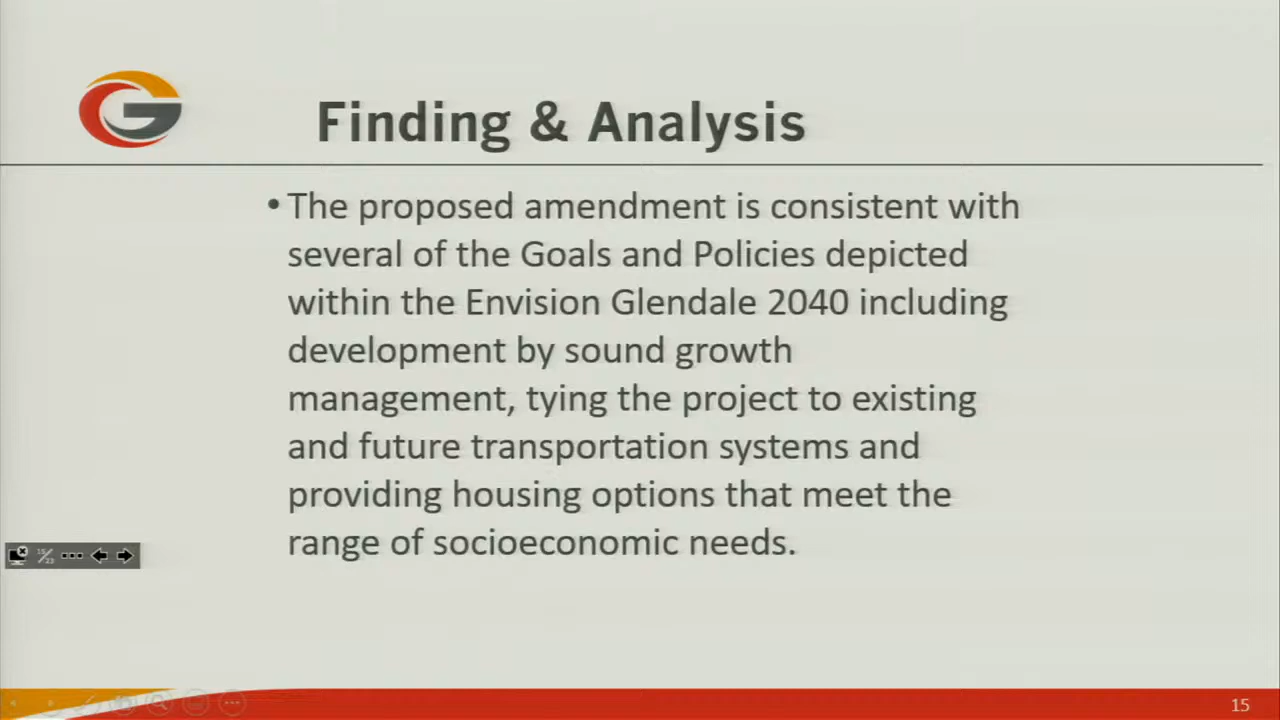 Finding & Analysis
• The proposed amendment is consistent with
several of the Goals and Policies depicted
within the Envision Glendale 2040 including
development by sound growth
management, tying the project to existing
and future transportation systems and
providing housing options that meet the
range of socioeconomic needs.
15